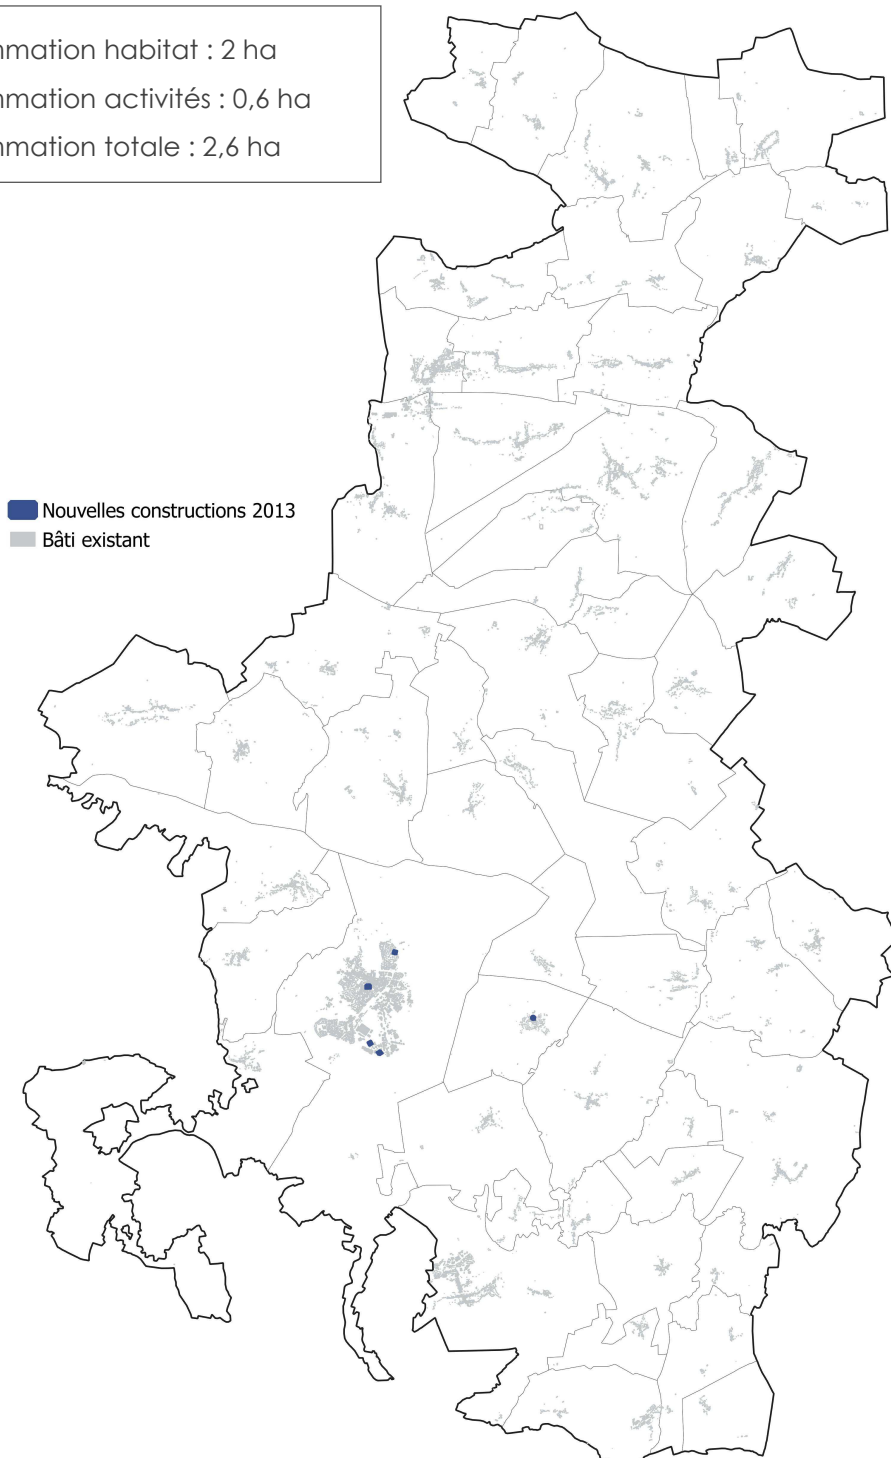 mmation habitat : 2 ha
mmation activités : 0,6 ha
mmation totale : 2,6 ha
Nouvelles constructions 2013
Bâti existant